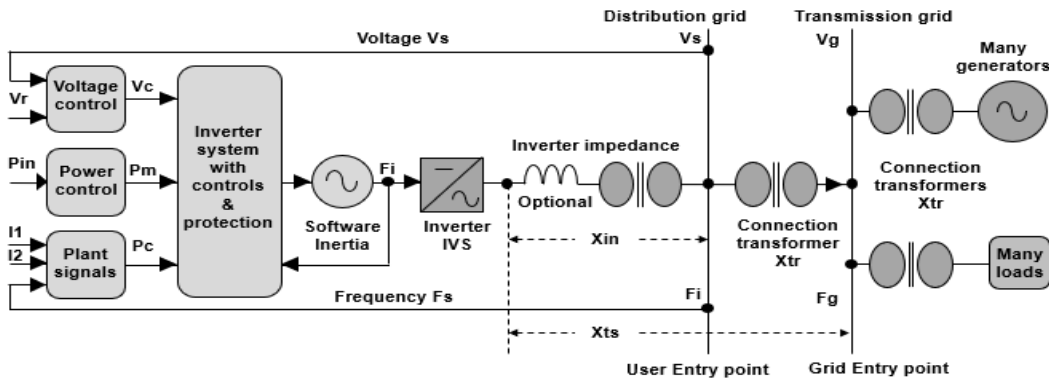 Distribution grid
Transmission grid
Voltage Vs
Vs
Vg
Many
generators
Vr
Voltage
control
Vc
Inverter
system
with
controls
&
protection
Pin
Power
control
Pm
Fi
Inverter impedance
Optional
Software
Inertia
Inverter
IVS
Connection
transformer
Xtr
Connection
transformers
Xtr
I1
I2
Plant
signals
Pc
Xin
Many
loads
Frequency Fs
Fi
Fg
Xts
User Entry point
Grid Entry point